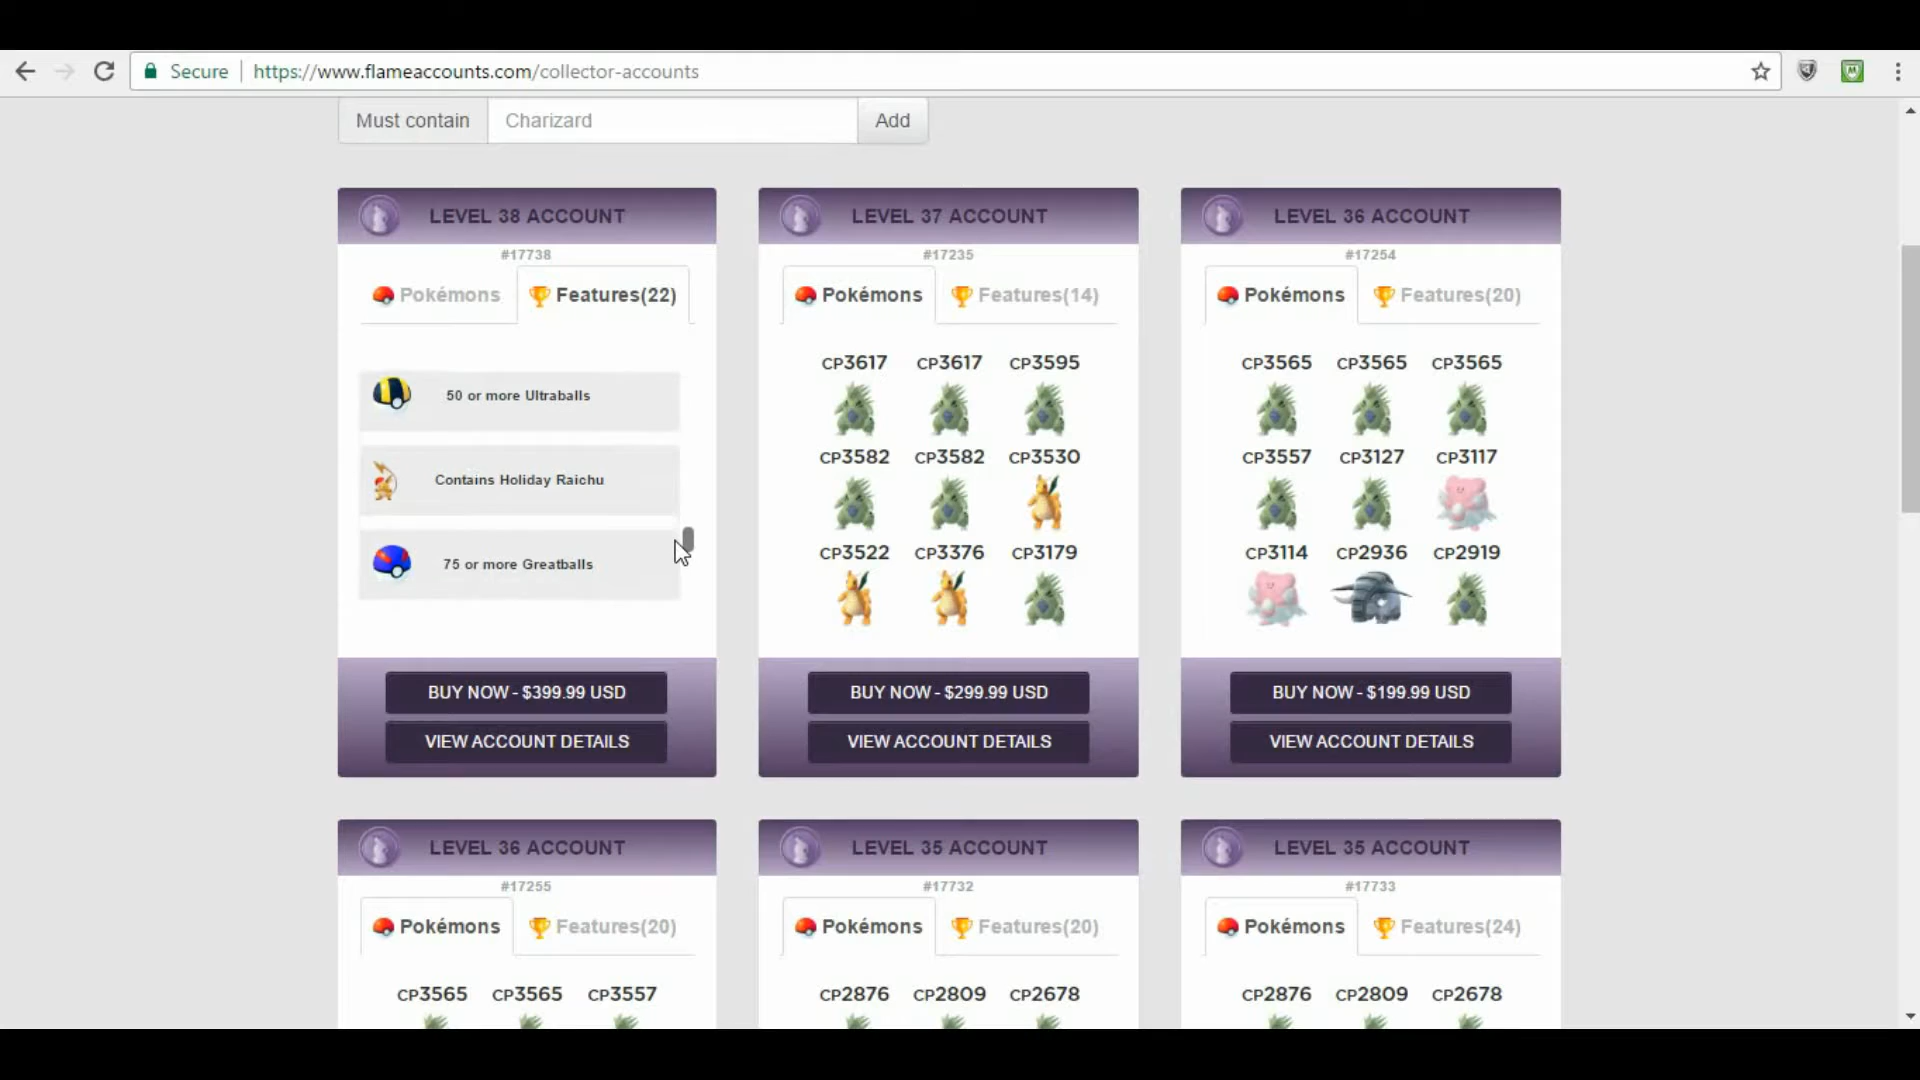 Secure https://www.flameaccounts.com/collector-accounts
Must contain Charizard Add
LEVEL 38 ACCOUNT
#17738
Pokémons Features(22)
50 or more Ultraballs
Contains Holiday Raichu
75 or more Greatballs
BUY NOW - $399.99 USD
VIEW ACCOUNT DETAILS
LEVEL 37 ACCOUNT
#17235
Pokémons Features(14)
CP3617 CP3617 CP3595
CP3582 CP3582 CP3530
CP3522 CP3376 CP3179
BUY NOW - $299.99 USD
VIEW ACCOUNT DETAILS
LEVEL 36 ACCOUNT
#17254
Pokémons Features(20)
CP3565 CP3565 CP3565
CP3557 CP3127 CP3117
CP3114 CP2936 CP2919
BUY NOW - $199.99 USD
VIEW ACCOUNT DETAILS
LEVEL 36 ACCOUNT
#17255
Pokémons Features(20)
CP3565 CP3565 CP3557
LEVEL 35 ACCOUNT
#17732
Pokémons Features(20)
CP2876 CP2809 CP2678
LEVEL 35 ACCOUNT
#17733
Pokémons Features(24)
CP2876 CP2809 CP2678